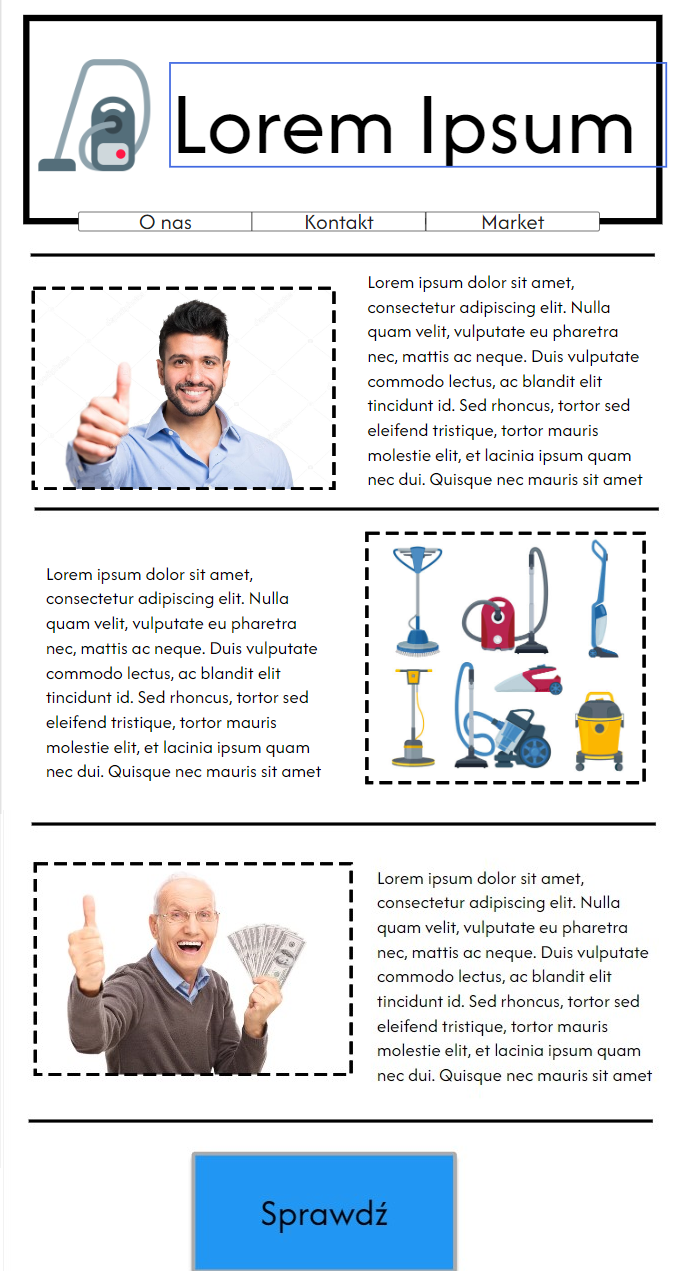 Lorem Ipsum
O nas
Kontakt
Market
Lorem ipsum dolor sit amet,
consectetur adipiscing elit. Nulla
quam velit, vulputate eu pharetra
nec, mattis ac neque. Duis vulputate
commodo lectus, ac blandit elit
tincidunt id. Sed rhoncus, tortor sed
eleifend tristique, tortor mauris
molestie elit, et lacinia ipsum quam
nec dui. Quisque nec mauris sit amet
Lorem ipsum dolor sit amet,
consectetur adipiscing elit. Nulla
quam velit, vulputate eu pharetra
nec, mattis ac neque. Duis vulputate
commodo lectus, ac blandit elit
tincidunt id. Sed rhoncus, tortor sed
eleifend tristique, tortor mauris
molestie elit, et lacinia ipsum quam
nec dui. Quisque nec mauris sit amet
Lorem ipsum dolor sit amet,
consectetur adipiscing elit. Nulla
quam velit, vulputate eu pharetra
nec, mattis ac neque. Duis vulputate
commodo lectus, ac blandit elit
tincidunt id. Sed rhoncus, tortor sed
eleifend tristique, tortor mauris
molestie elit, et lacinia ipsum quam
nec dui. Quisque nec mauris sit amet
Sprawdź